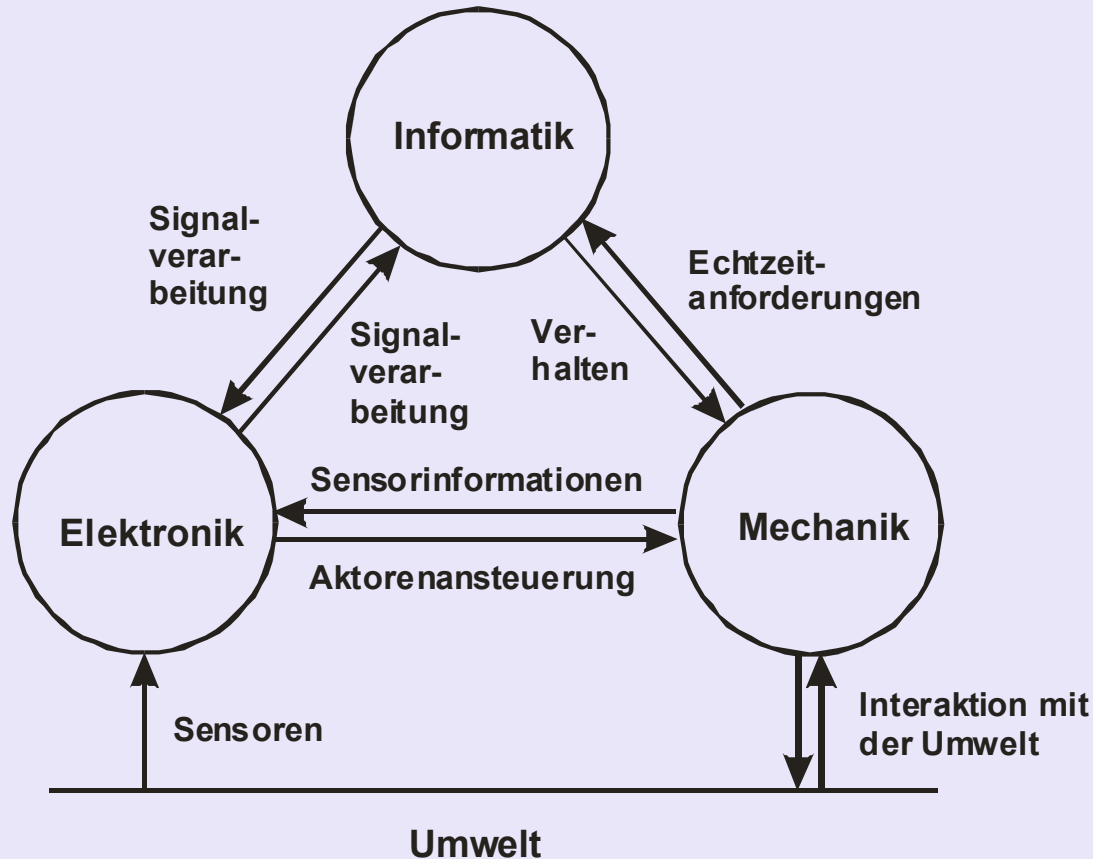 Informatik
Signal-
verar-
beitung
Echtzeit-
anforderungen
Signal-
verar-
beitung
Ver-
halten
Sensorinformationen
Elektronik
Mechanik
Aktorenansteuerung
Sensoren
Interaktion mit
der Umwelt
Umwelt